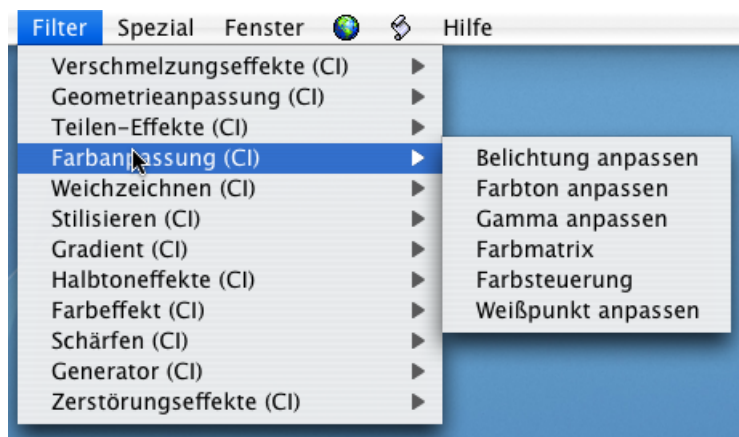 Filter Spezial Fenster Hilfe
Verschmelzungseffekte (CI)
Geometrieanpassung (CI)
Teilen-Effekte (CI)
Farbanpassung (CI)
Weichzeichnen (CI)
Stilisieren (CI)
Gradient (CI)
Halbtoneffekte (CI)
Farbeffekt (CI)
Schärfen (CI)
Generator (CI)
Zerstörungseffekte (CI)
Belichtung anpassen
Farbton anpassen
Gamma anpassen
Farbmatrix
Farbsteuerung
Weißpunkt anpassen